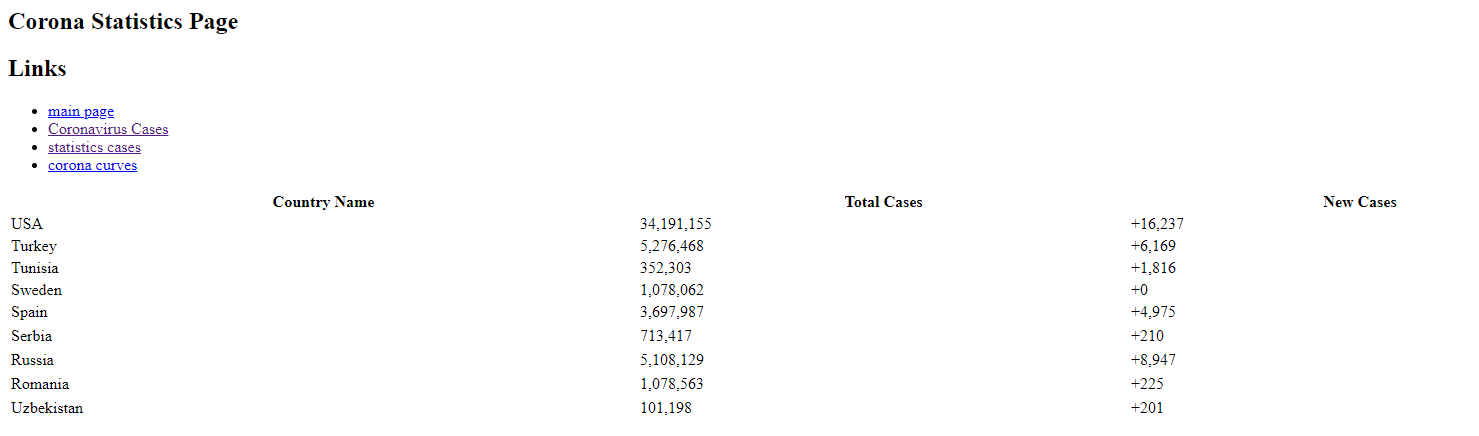 Corona Statistics Page
Links
main page
Coronavirus Cases
statistics cases
corona curves
Country Name Total Cases New Cases
USA 34,191,155 +16,237
Turkey 5,276,468 +6,169
Tunisia 352,303 +1,816
Sweden 1,078,062 +0
Spain 3,697,987 +4,975
Serbia 713,417 +210
Russia 5,108,129 +8,947
Romania 1,078,563 +225
Uzbekistan 101,198 +201